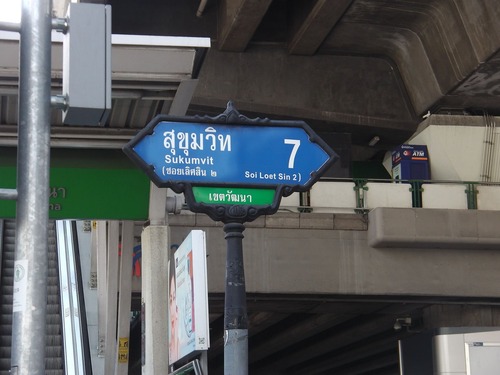 สุขุมวิท 7
Sukumvit
(ซอยเลิศสิน ๒ Soi Loet Sin 2)
เขตวัฒนา
ATM